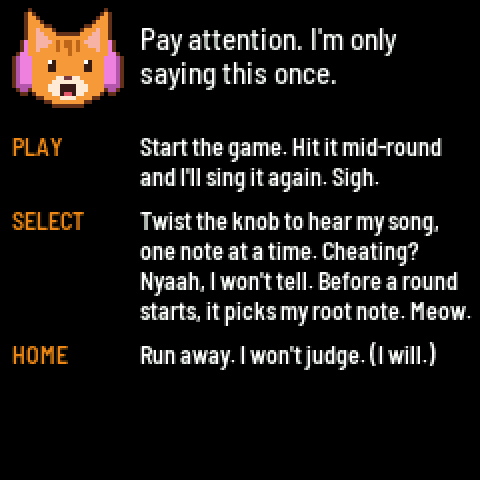 Pay attention. I'm only
saying this once.
PLAY
Start the game. Hit it mid-round
and I'll sing it again. Sigh.
SELECT
Twist the knob to hear my song,
one note at a time. Cheating?
Nyaah, I won't tell. Before a round
starts, it picks my root note. Meow.
HOME
Run away. I won't judge. (I will.)